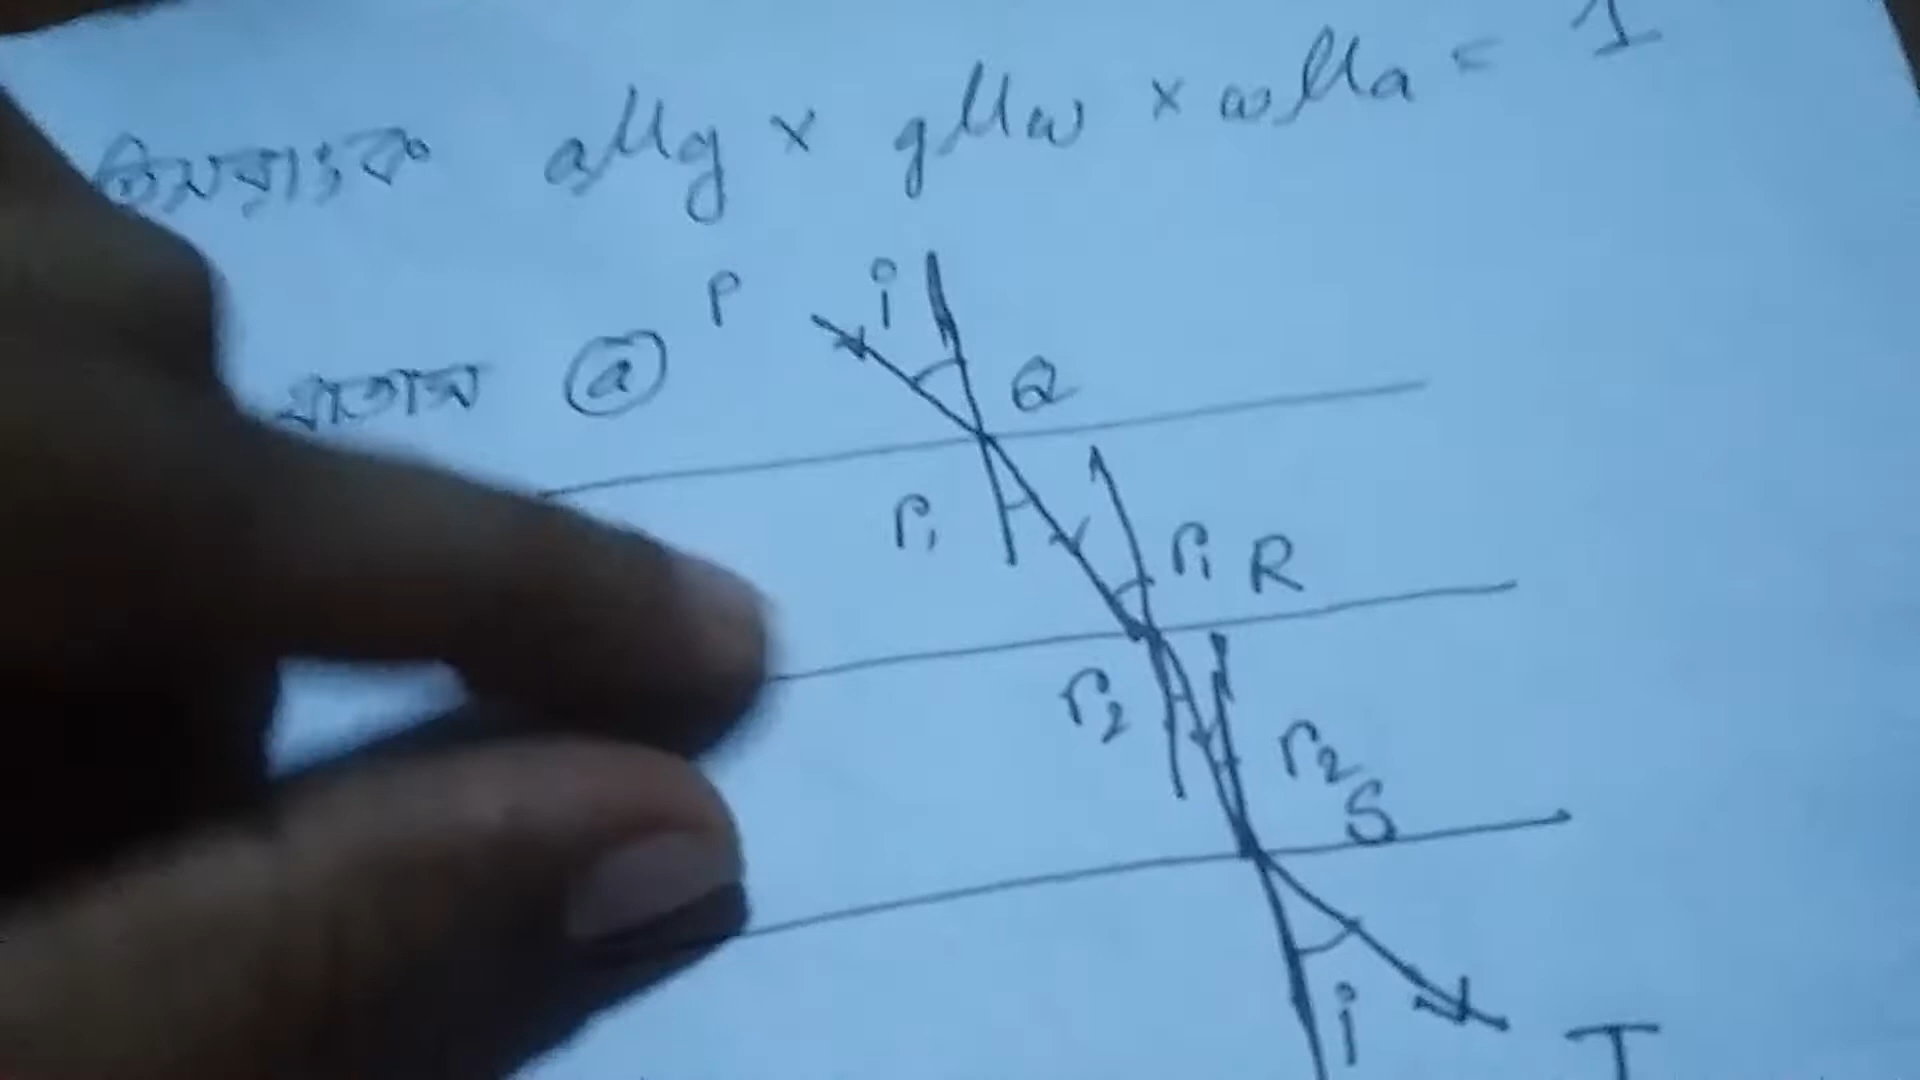 aμg × gμw × wμa = 1
P i
বাতাস a
Q
r₁ r₁ R
r₂ r₂
S
i
T